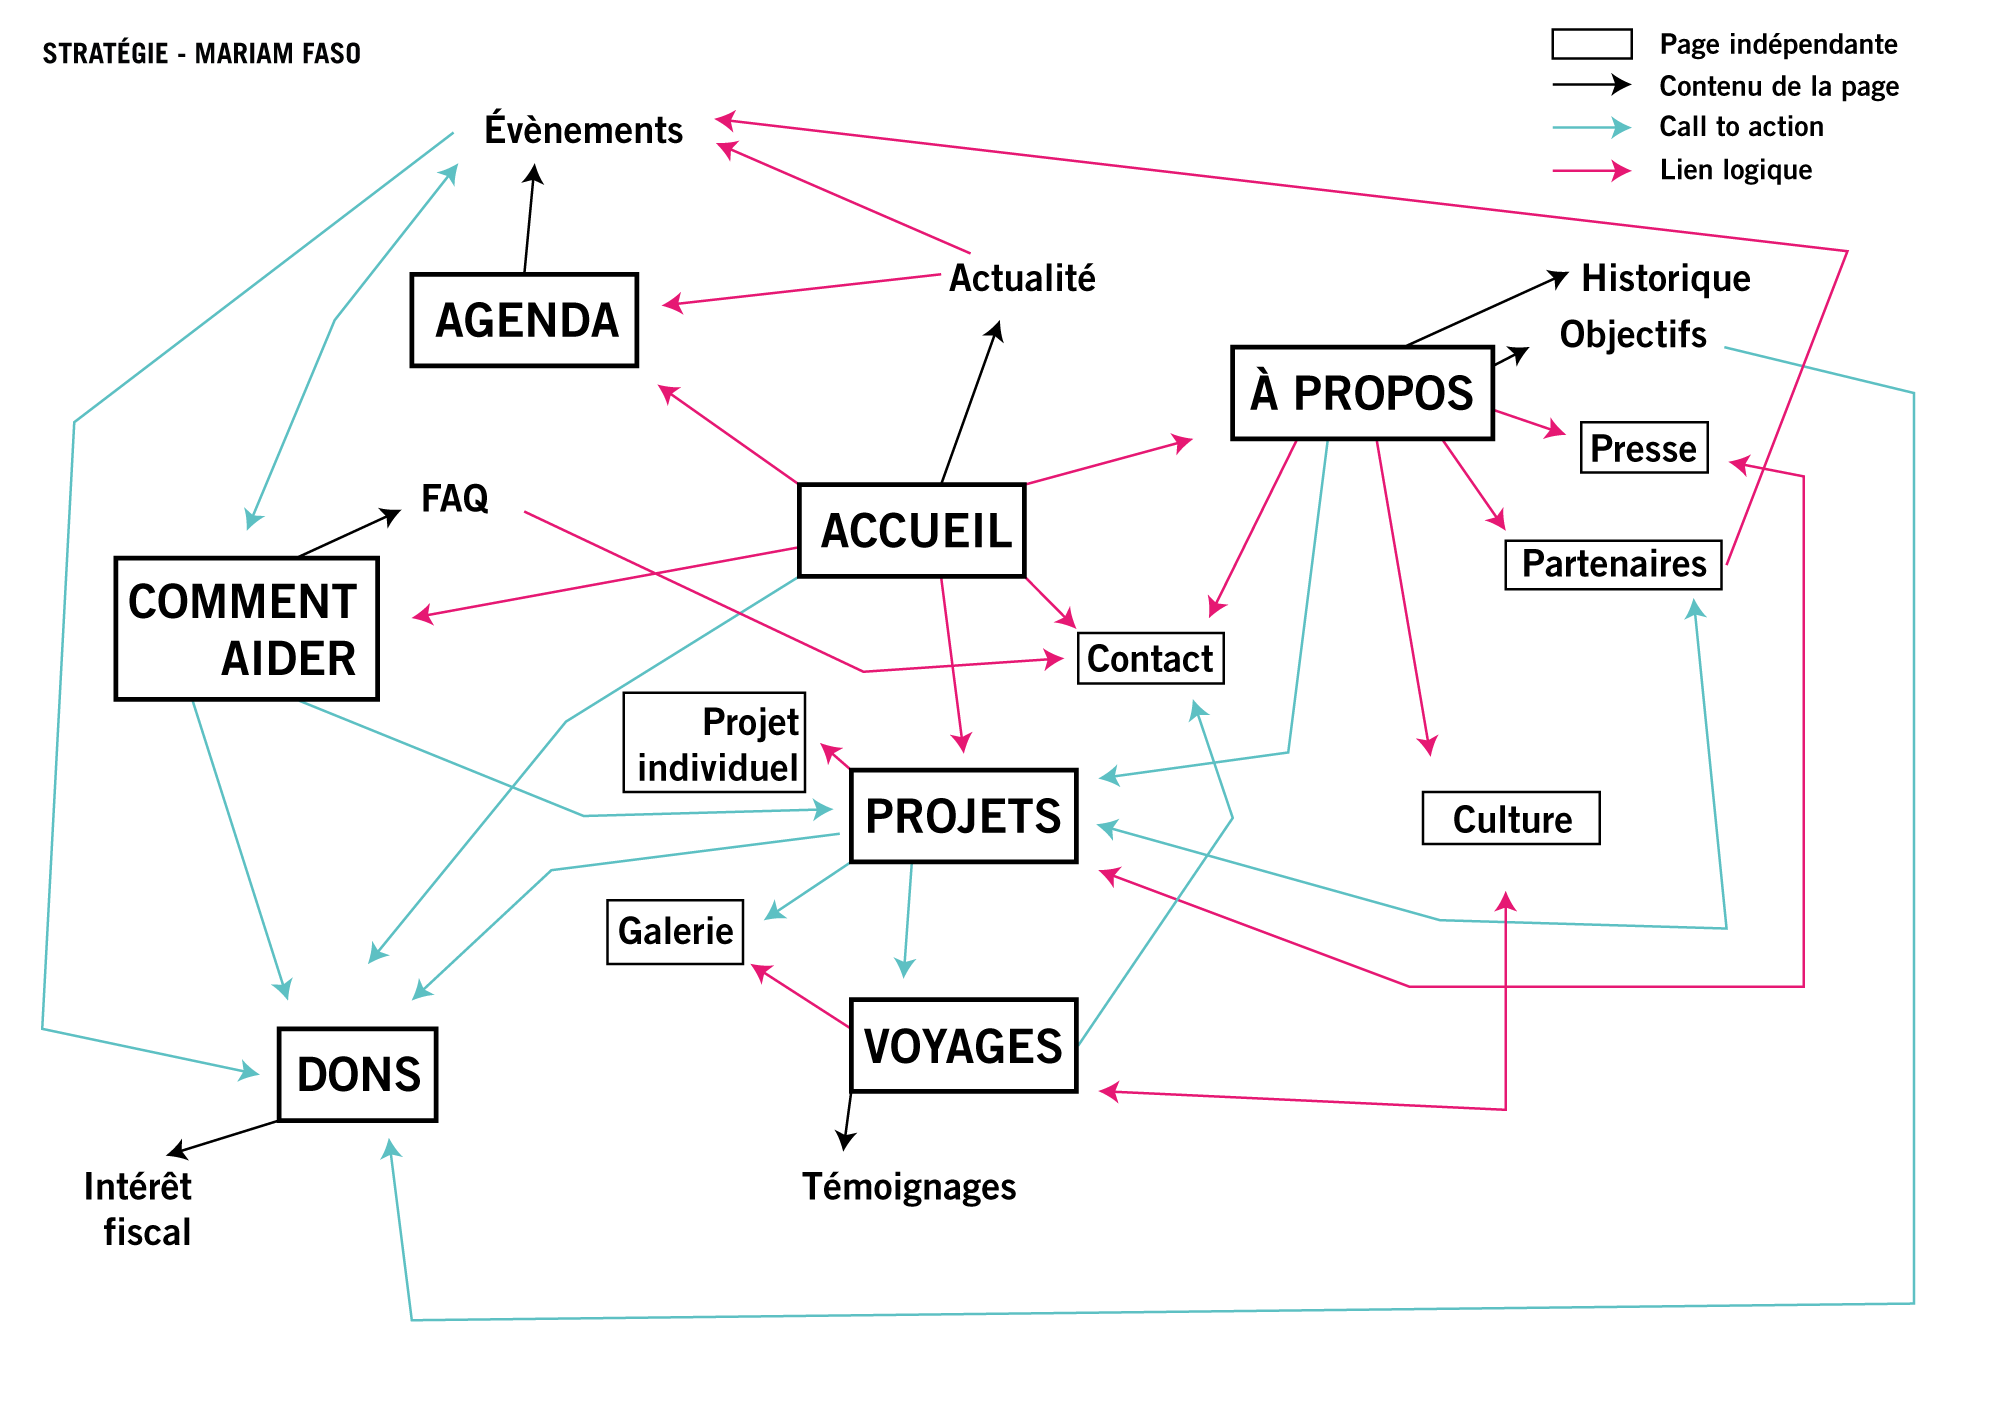 STRATÉGIE - MARIAM FASO
Page indépendante
Contenu de la page
Call to action
Lien logique
Évènements
Actualité
AGENDA
Historique
Objectifs
À PROPOS
Presse
FAQ
ACCUEIL
Partenaires
COMMENT
AIDER
Contact
Projet
individuel
PROJETS
Culture
Galerie
VOYAGES
DONS
Intérêt
fiscal
Témoignages